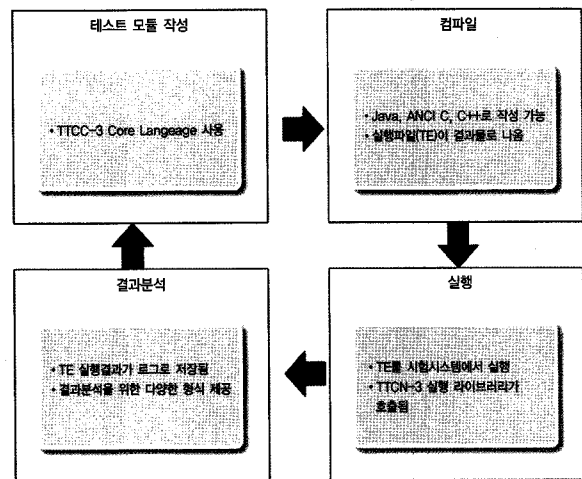 테스트 모듈 작성
• TTCC-3 Core Langeage 사용
컴파일
• Java, ANCI C, C++로 작성 가능
• 실행파일(TE)이 결과물로 나옴
결과분석
• TE 실행결과가 로그로 저장됨
• 결과분석을 위한 다양한 형식 제공
실행
• TE를 시험시스템에서 실행
• TTCN-3 실행 라이브러리가
호출됨